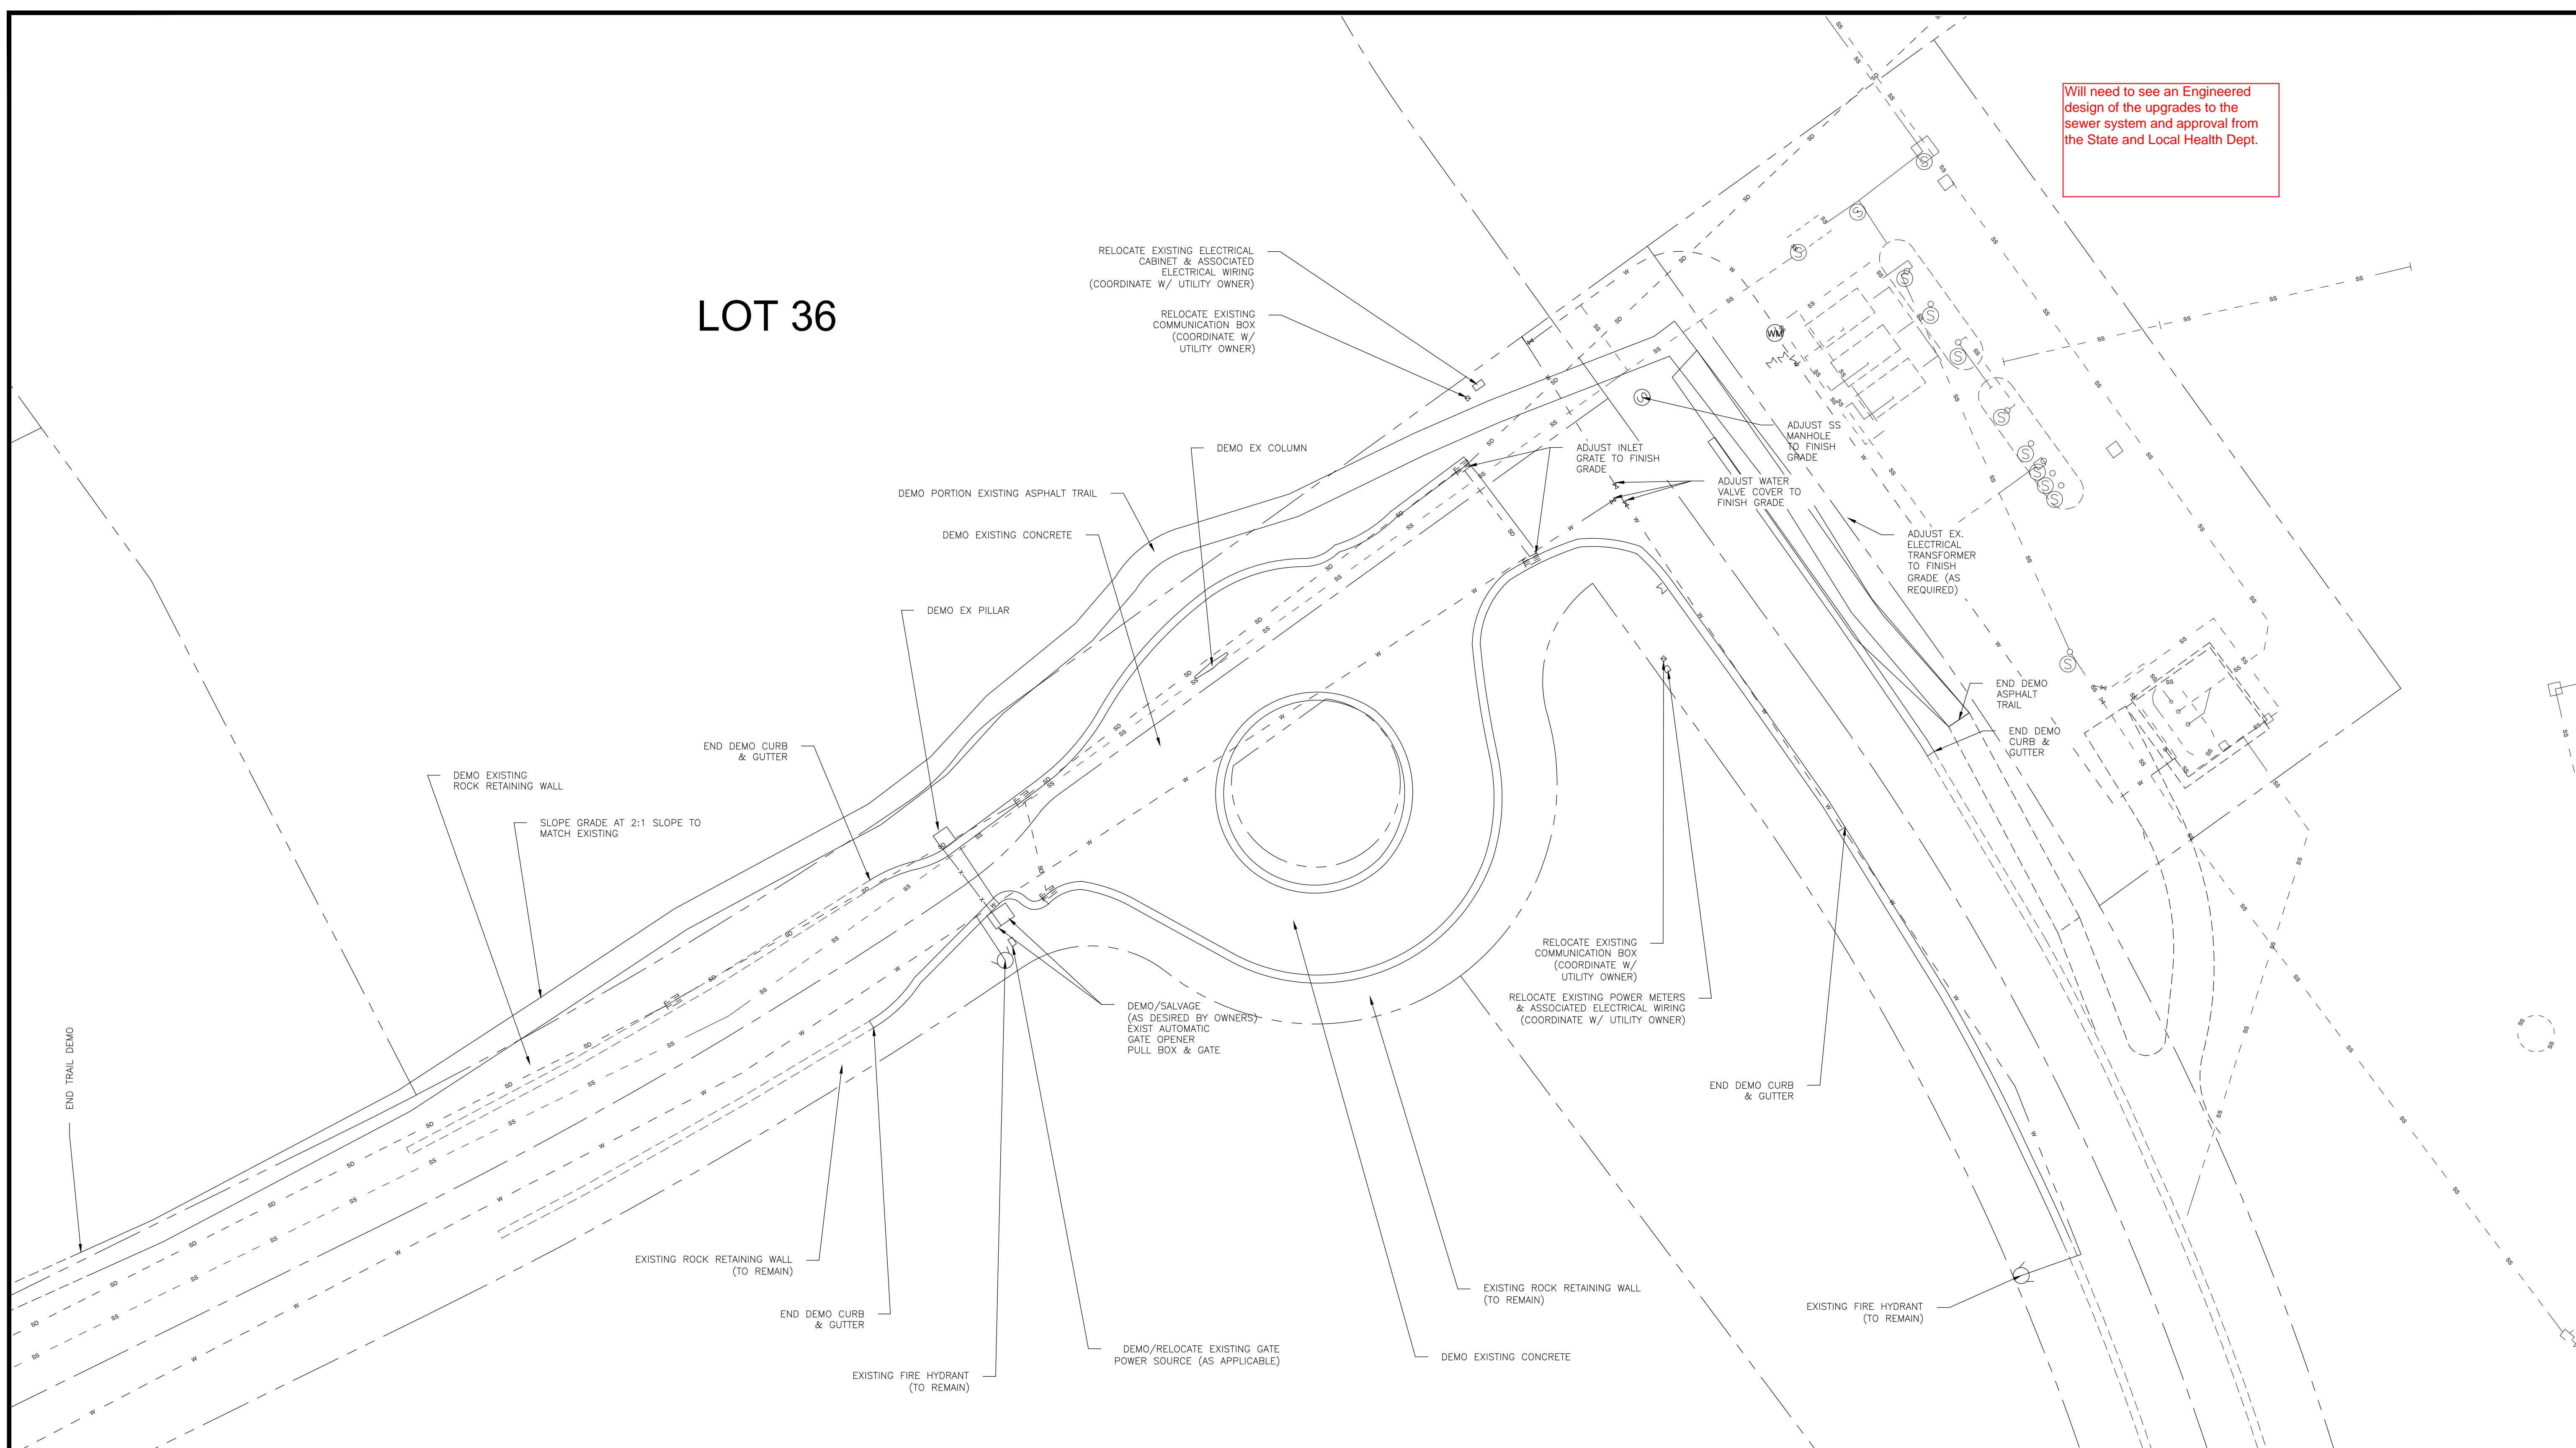 Will need to see an Engineered
design of the upgrades to the
sewer system and approval from
the State and Local Health Dept.
LOT 36
RELOCATE EXISTING ELECTRICAL
CABINET & ASSOCIATED
ELECTRICAL WIRING
(COORDINATE W/ UTILITY OWNER)
RELOCATE EXISTING
COMMUNICATION BOX
(COORDINATE W/
UTILITY OWNER)
WM
DEMO EX COLUMN
ADJUST INLET
GRATE TO FINISH
GRADE
ADJUST SS
MANHOLE
TO FINISH
GRADE
ADJUST WATER
VALVE COVER TO
FINISH GRADE
DEMO PORTION EXISTING ASPHALT TRAIL
DEMO EXISTING CONCRETE
ADJUST EX.
ELECTRICAL
TRANSFORMER
TO FINISH
GRADE (AS
REQUIRED)
DEMO EX PILLAR
END DEMO
ASPHALT
TRAIL
END DEMO
CURB &
GUTTER
END DEMO CURB
& GUTTER
DEMO EXISTING
ROCK RETAINING WALL
SLOPE GRADE AT 2:1 SLOPE TO
MATCH EXISTING
RELOCATE EXISTING
COMMUNICATION BOX
(COORDINATE W/
UTILITY OWNER)
RELOCATE EXISTING POWER METERS
& ASSOCIATED ELECTRICAL WIRING
(COORDINATE W/ UTILITY OWNER)
DEMO/SALVAGE
(AS DESIRED BY OWNERS)
EXIST AUTOMATIC
GATE OPENER
PULL BOX & GATE
END TRAIL DEMO
END DEMO CURB
& GUTTER
EXISTING ROCK RETAINING WALL
(TO REMAIN)
EXISTING ROCK RETAINING WALL
(TO REMAIN)
END DEMO CURB
& GUTTER
EXISTING FIRE HYDRANT
(TO REMAIN)
DEMO/RELOCATE EXISTING GATE
POWER SOURCE (AS APPLICABLE)
DEMO EXISTING CONCRETE
EXISTING FIRE HYDRANT
(TO REMAIN)